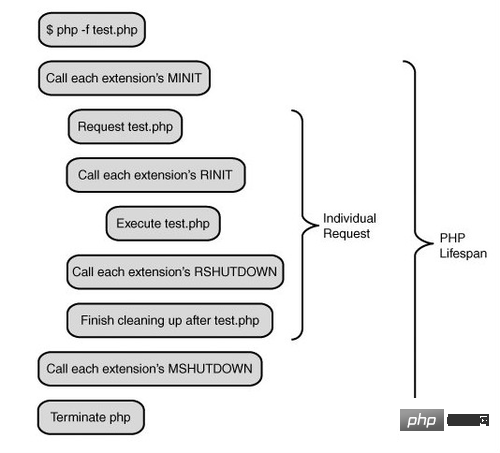 $ php -f test.php
Call each extension's MINIT
Request test.php
Call each extension's RINIT
Execute test.php
Individual
Request
PHP
Lifespan
Call each extension's RSHUTDOWN
Finish cleaning up after test.php
Call each extension's MSHUTDOWN
Terminate php
php